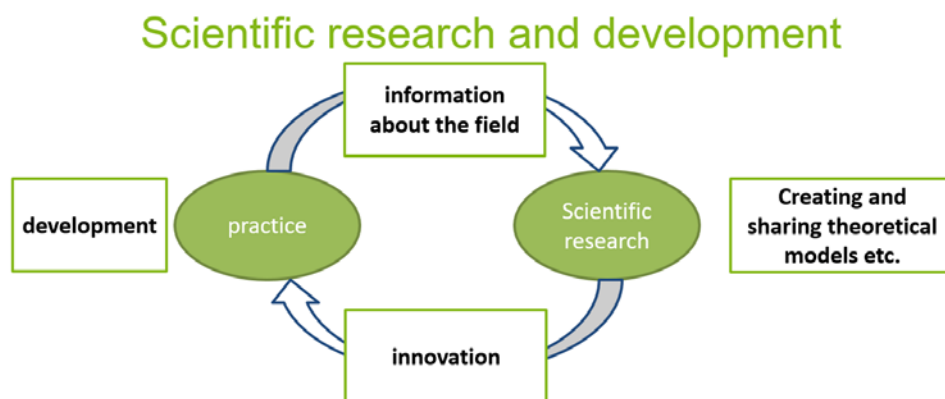 Scientific research and development
information
about the field
development
practice
Scientific
research
Creating and
sharing theoretical
models etc.
innovation